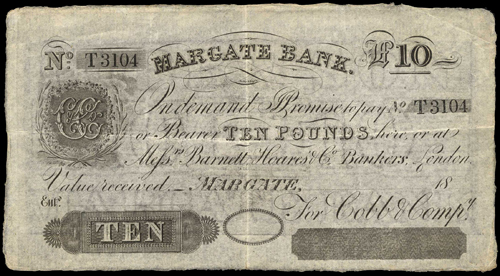 No. T3104 MARGATE BANK. £10
On demand I Promise to pay No. T3104
or Bearer TEN POUNDS, here, or at
Messrs. Barnett Hoares & Co. Bankers, London
Value received. MARGATE, 18
Entd. For Cobb & Compy.
TEN